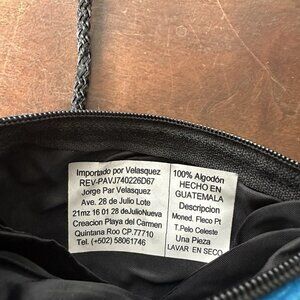 Importado por Velasquez
REV-PAVJ740226D67
Jorge Par Velasquez
Ave. 28 de Julio Lote
21mz 16 01 28 deJulioNueva
Creacion Playa del Carmen
Quintana Roo CP.77710
Tel. (+502) 58061746
100% Algodón
HECHO EN
GUATEMALA
Descripcion
Moned. Fleco Pt
T.Pelo Celeste
Una Pieza
LAVAR EN SECO